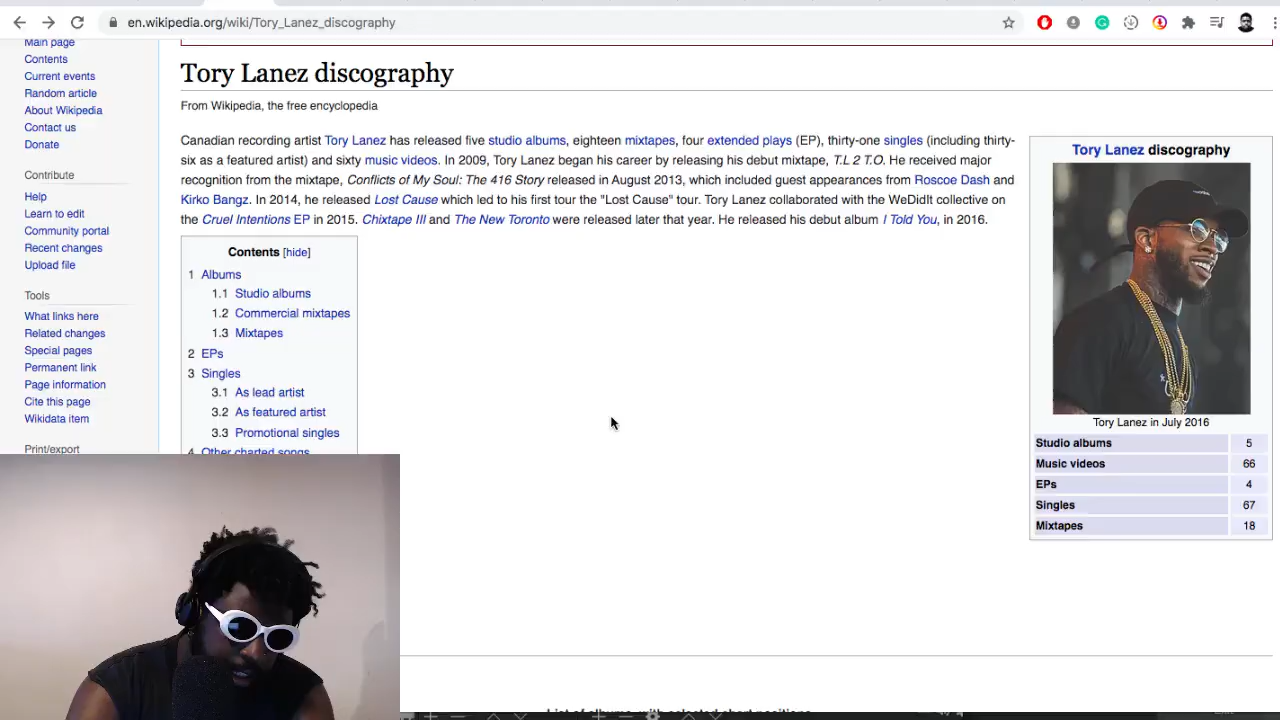 en.wikipedia.org/wiki/Tory_Lanez_discography
Main page
Contents
Current events
Random article
About Wikipedia
Contact us
Donate
Contribute
Help
Learn to edit
Community portal
Recent changes
Upload file
Tools
What links here
Related changes
Special pages
Permanent link
Page information
Cite this page
Wikidata item
Print/export
Tory Lanez discography
From Wikipedia, the free encyclopedia
Canadian recording artist Tory Lanez has released five studio albums, eighteen mixtapes, four extended plays (EP), thirty-one singles (including thirty-
six as a featured artist) and sixty music videos. In 2009, Tory Lanez began his career by releasing his debut mixtape, T.L 2 T.O. He received major
recognition from the mixtape, Conflicts of My Soul: The 416 Story released in August 2013, which included guest appearances from Roscoe Dash and
Kirko Bangz. In 2014, he released Lost Cause which led to his first tour the "Lost Cause" tour. Tory Lanez collaborated with the WeDidIt collective on
the Cruel Intentions EP in 2015. Chixtape III and The New Toronto were released later that year. He released his debut album I Told You, in 2016.
Contents [hide]
1 Albums
1.1 Studio albums
1.2 Commercial mixtapes
1.3 Mixtapes
2 EPs
3 Singles
3.1 As lead artist
3.2 As featured artist
3.3 Promotional singles
4 Other charted songs
Tory Lanez discography
Tory Lanez in July 2016
Studio albums 5
Music videos 66
EPs 4
Singles 67
Mixtapes 18
List of albums, with selected chart positions